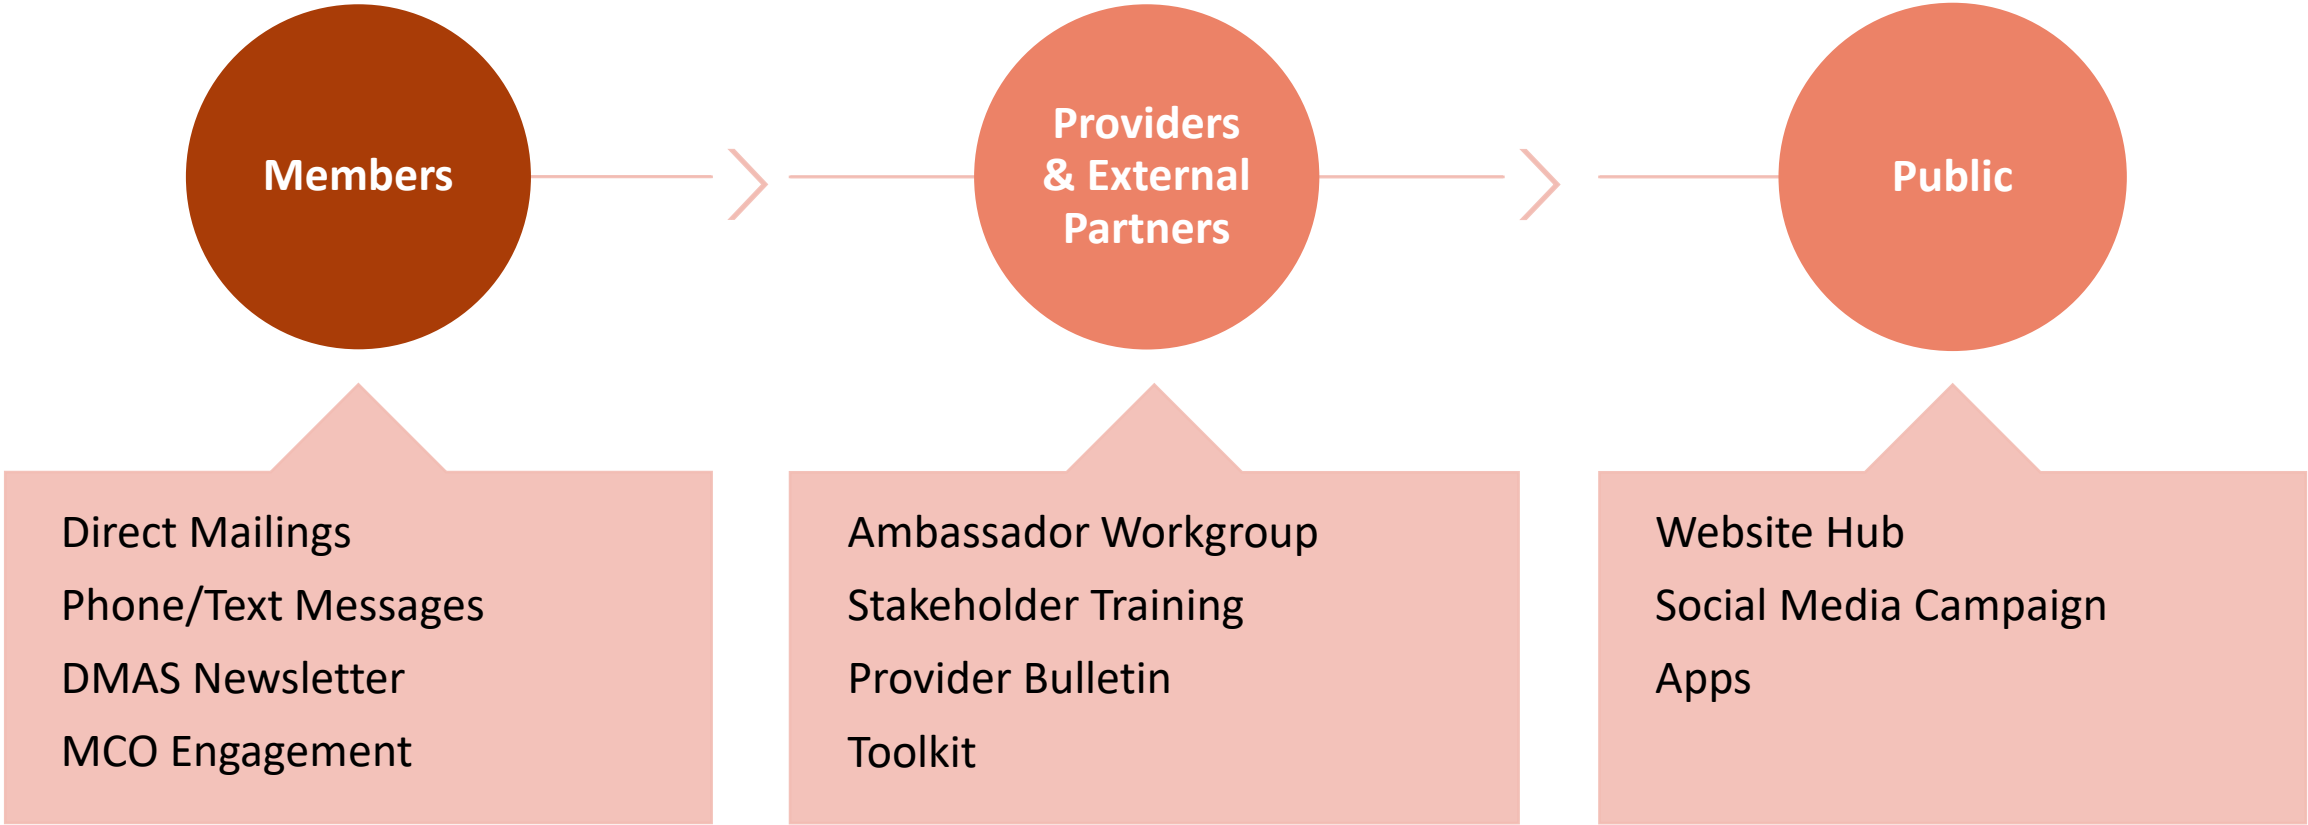 Members
Direct Mailings
Phone/Text Messages
DMAS Newsletter
MCO Engagement
Providers
& External
Partners
Ambassador Workgroup
Stakeholder Training
Provider Bulletin
Toolkit
Public
Website Hub
Social Media Campaign
Apps